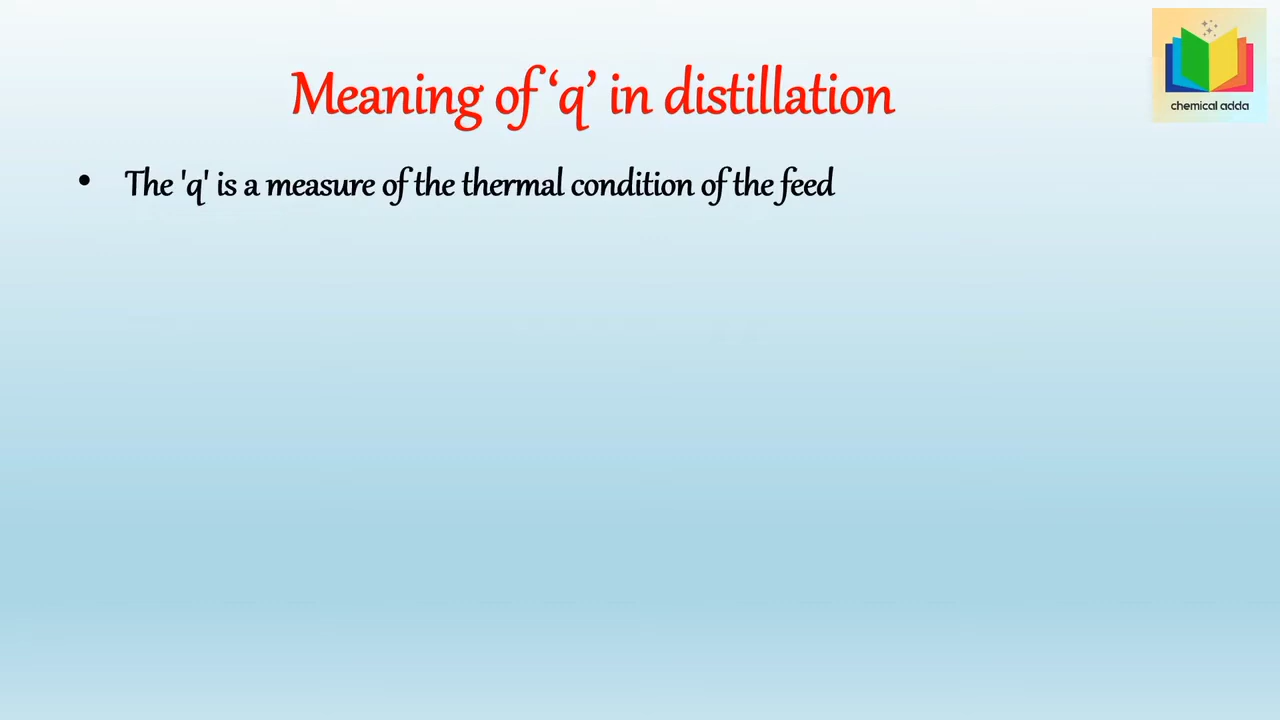 chemical adda
Meaning of ‘q’ in distillation
• The 'q' is a measure of the thermal condition of the feed